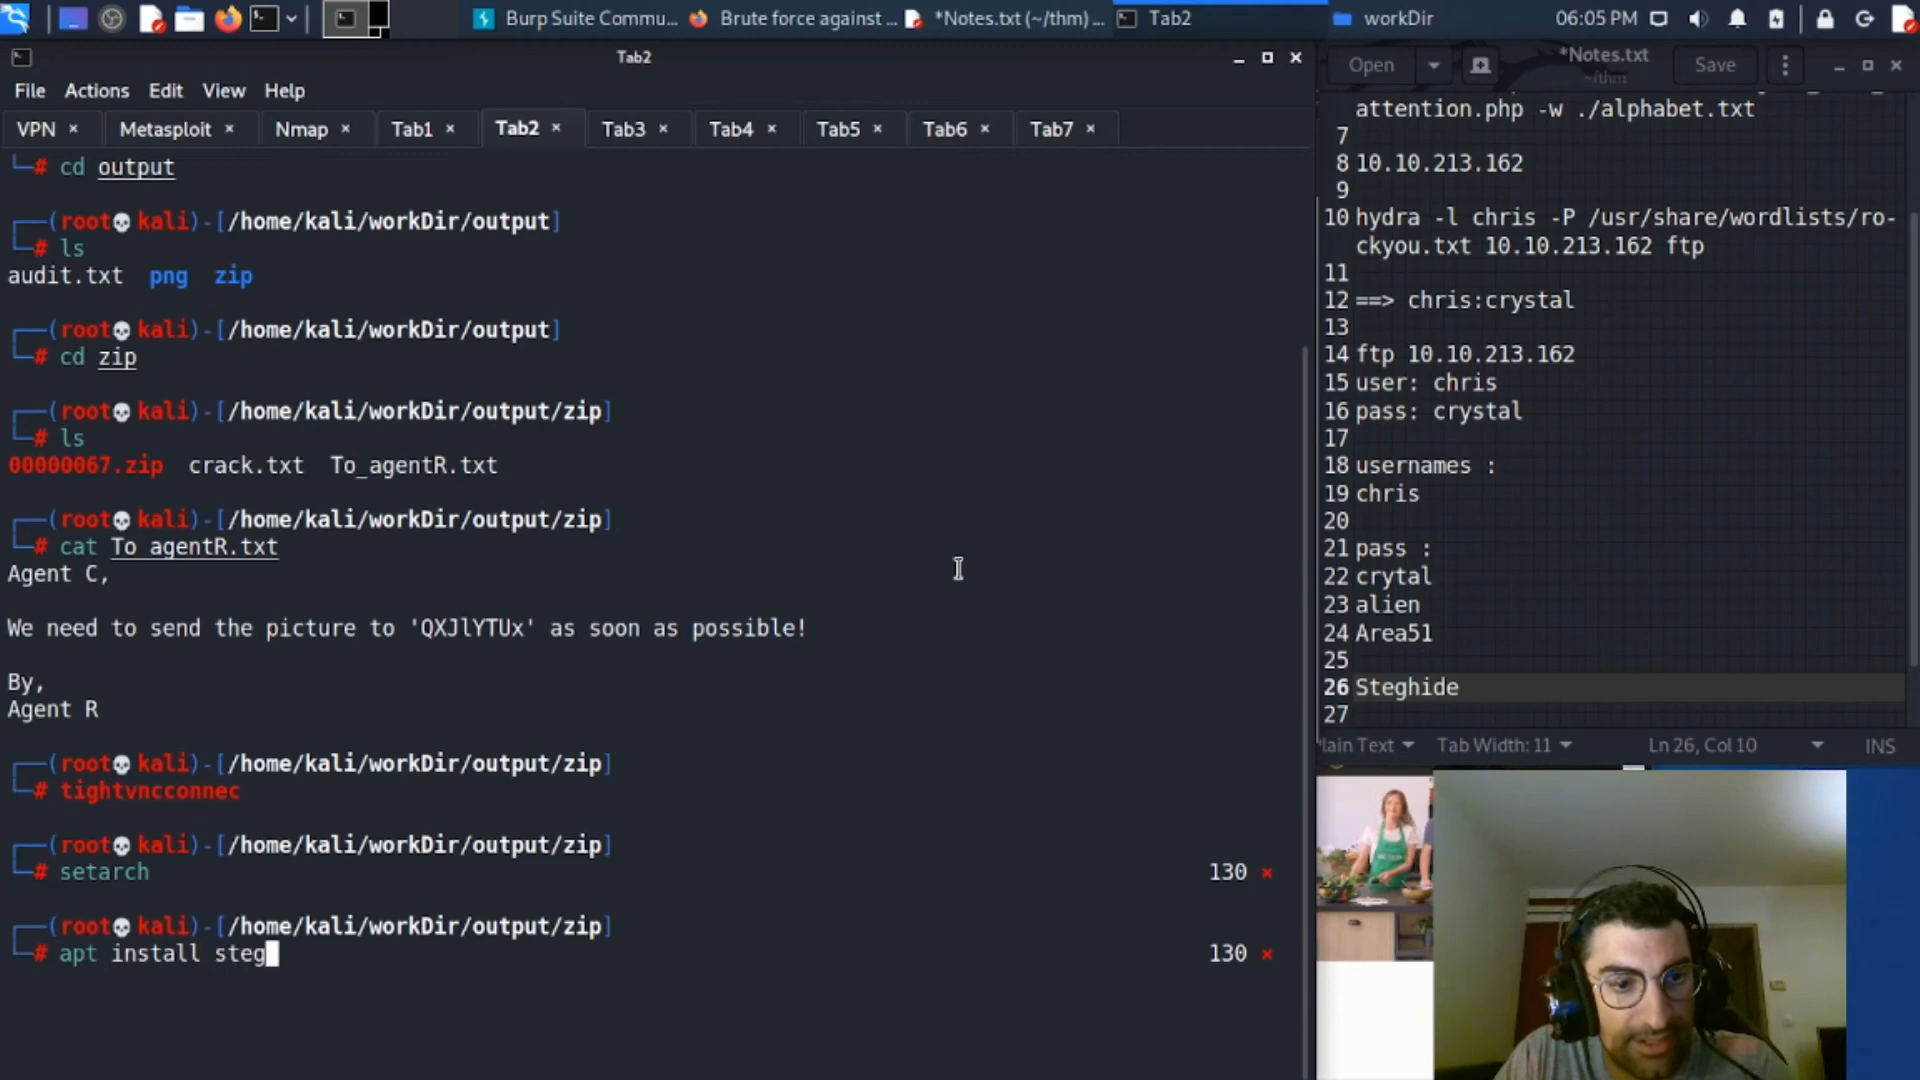 Burp Suite Commu...
Brute force against ...
*Notes.txt (~/thm) ...
Tab2
workDir
06:05 PM
Tab2
File Actions Edit View Help
VPN × Metasploit × Nmap × Tab1 × Tab2 × Tab3 × Tab4 × Tab5 × Tab6 × Tab7 ×
└─# cd output
┌──(root💀kali)-[/home/kali/workDir/output]
└─# ls
audit.txt png zip
┌──(root💀kali)-[/home/kali/workDir/output]
└─# cd zip
┌──(root💀kali)-[/home/kali/workDir/output/zip]
└─# ls
00000067.zip crack.txt To_agentR.txt
┌──(root💀kali)-[/home/kali/workDir/output/zip]
└─# cat To_agentR.txt
Agent C,
We need to send the picture to 'QXJlYTUx' as soon as possible!
By,
Agent R
┌──(root💀kali)-[/home/kali/workDir/output/zip]
└─# tightvncconnec
┌──(root💀kali)-[/home/kali/workDir/output/zip]
└─# setarch 130 ×
┌──(root💀kali)-[/home/kali/workDir/output/zip]
└─# apt install steg 130 ×
Open
*Notes.txt
~/thm
Save
attention.php -w ./alphabet.txt
7
8 10.10.213.162
9
10 hydra -l chris -P /usr/share/wordlists/ro-
ckyou.txt 10.10.213.162 ftp
11
12 ==> chris:crystal
13
14 ftp 10.10.213.162
15 user: chris
16 pass: crystal
17
18 usernames :
19 chris
20
21 pass :
22 crytal
23 alien
24 Area51
25
26 Steghide
27
lain Text Tab Width: 11 Ln 26, Col 10 INS